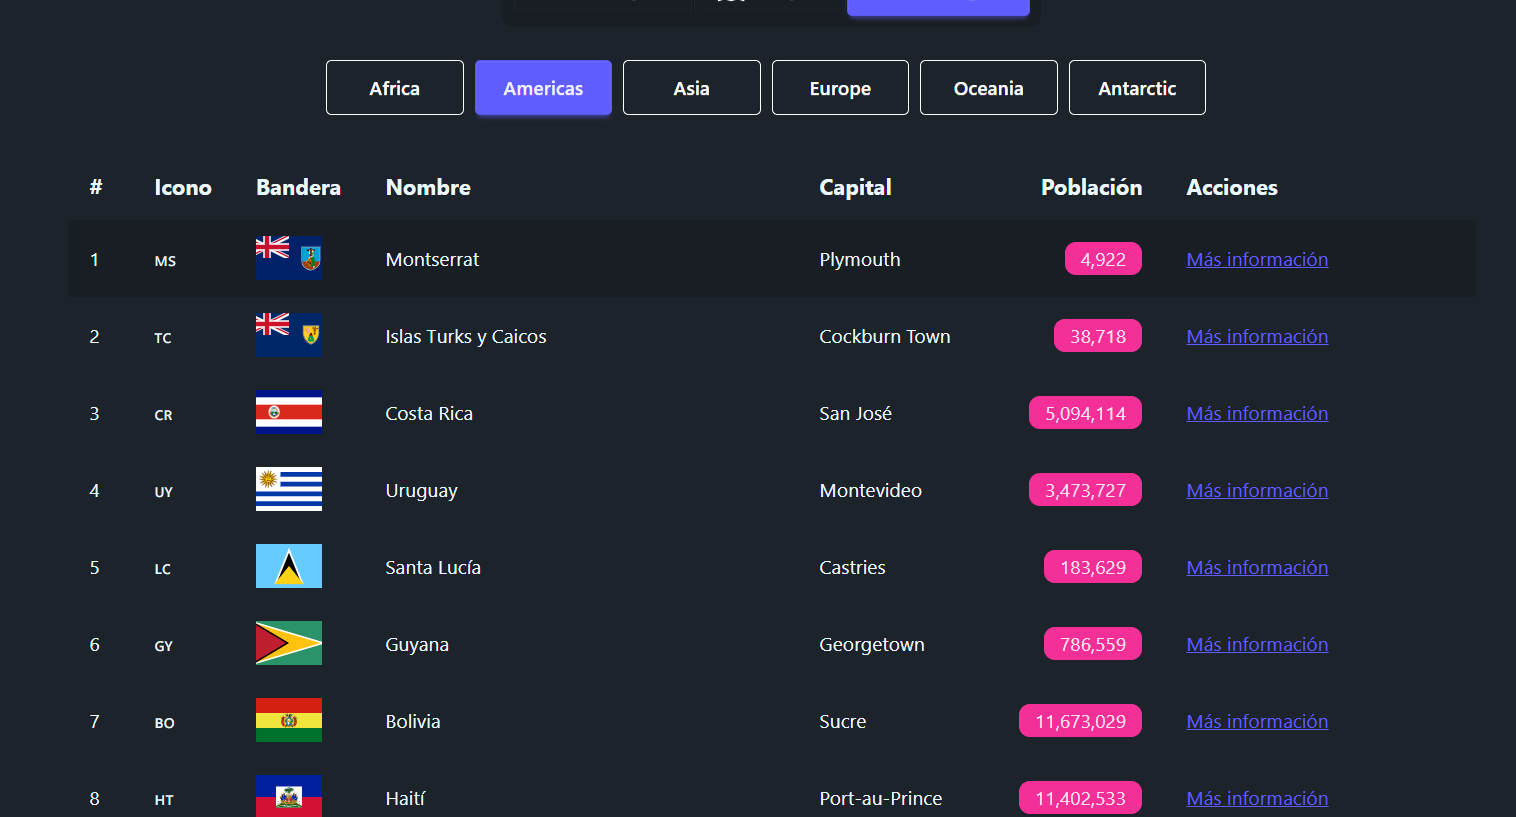 Africa Americas Asia Europe Oceania Antarctic
# Icono Bandera Nombre Capital Población Acciones
1 MS Montserrat Plymouth 4,922 Más información
2 TC Islas Turks y Caicos Cockburn Town 38,718 Más información
3 CR Costa Rica San José 5,094,114 Más información
4 UY Uruguay Montevideo 3,473,727 Más información
5 LC Santa Lucía Castries 183,629 Más información
6 GY Guyana Georgetown 786,559 Más información
7 BO Bolivia Sucre 11,673,029 Más información
8 HT Haití Port-au-Prince 11,402,533 Más información